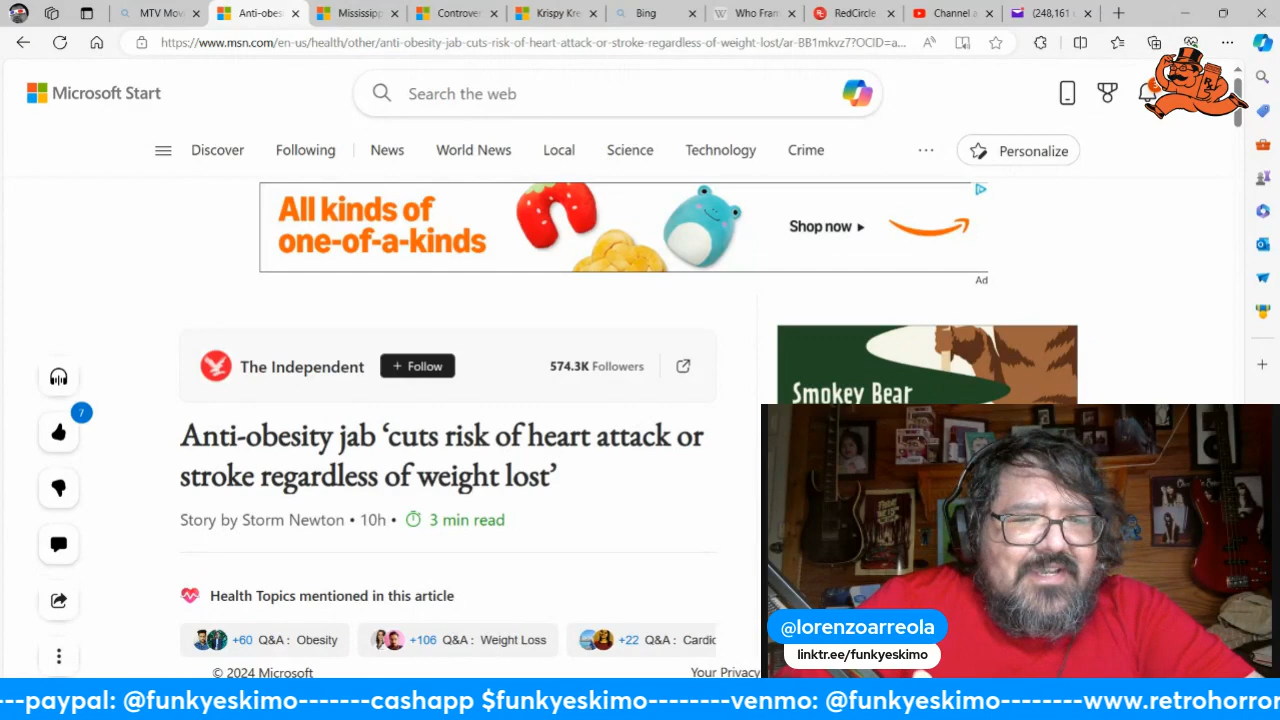 MTV Mov
Anti-obes
Mississip
Controver
Krispy Kre
Bing
Who Fram
RedCircle
Channel a
(248,161 u
https://www.msn.com/en-us/health/other/anti-obesity-jab-cuts-risk-of-heart-attack-or-stroke-regardless-of-weight-lost/ar-BB1mkvz7?OCID=a...
Microsoft Start
Search the web
Discover
Following
News
World News
Local
Science
Technology
Crime
Personalize
All kinds of
one-of-a-kinds
Shop now
Ad
The Independent
+ Follow
574.3K Followers
Smokey Bear
7
Anti-obesity jab ‘cuts risk of heart attack or
stroke regardless of weight lost’
Story by Storm Newton • 10h • 3 min read
Health Topics mentioned in this article
+60 Q&A : Obesity
+106 Q&A : Weight Loss
+22 Q&A : Cardic
© 2024 Microsoft
Your Privacy
@lorenzoarreola
linktr.ee/funkyeskimo
---paypal: @funkyeskimo-------cashapp $funkyeskimo--------venmo: @funkyeskimo--------www.retrohorror